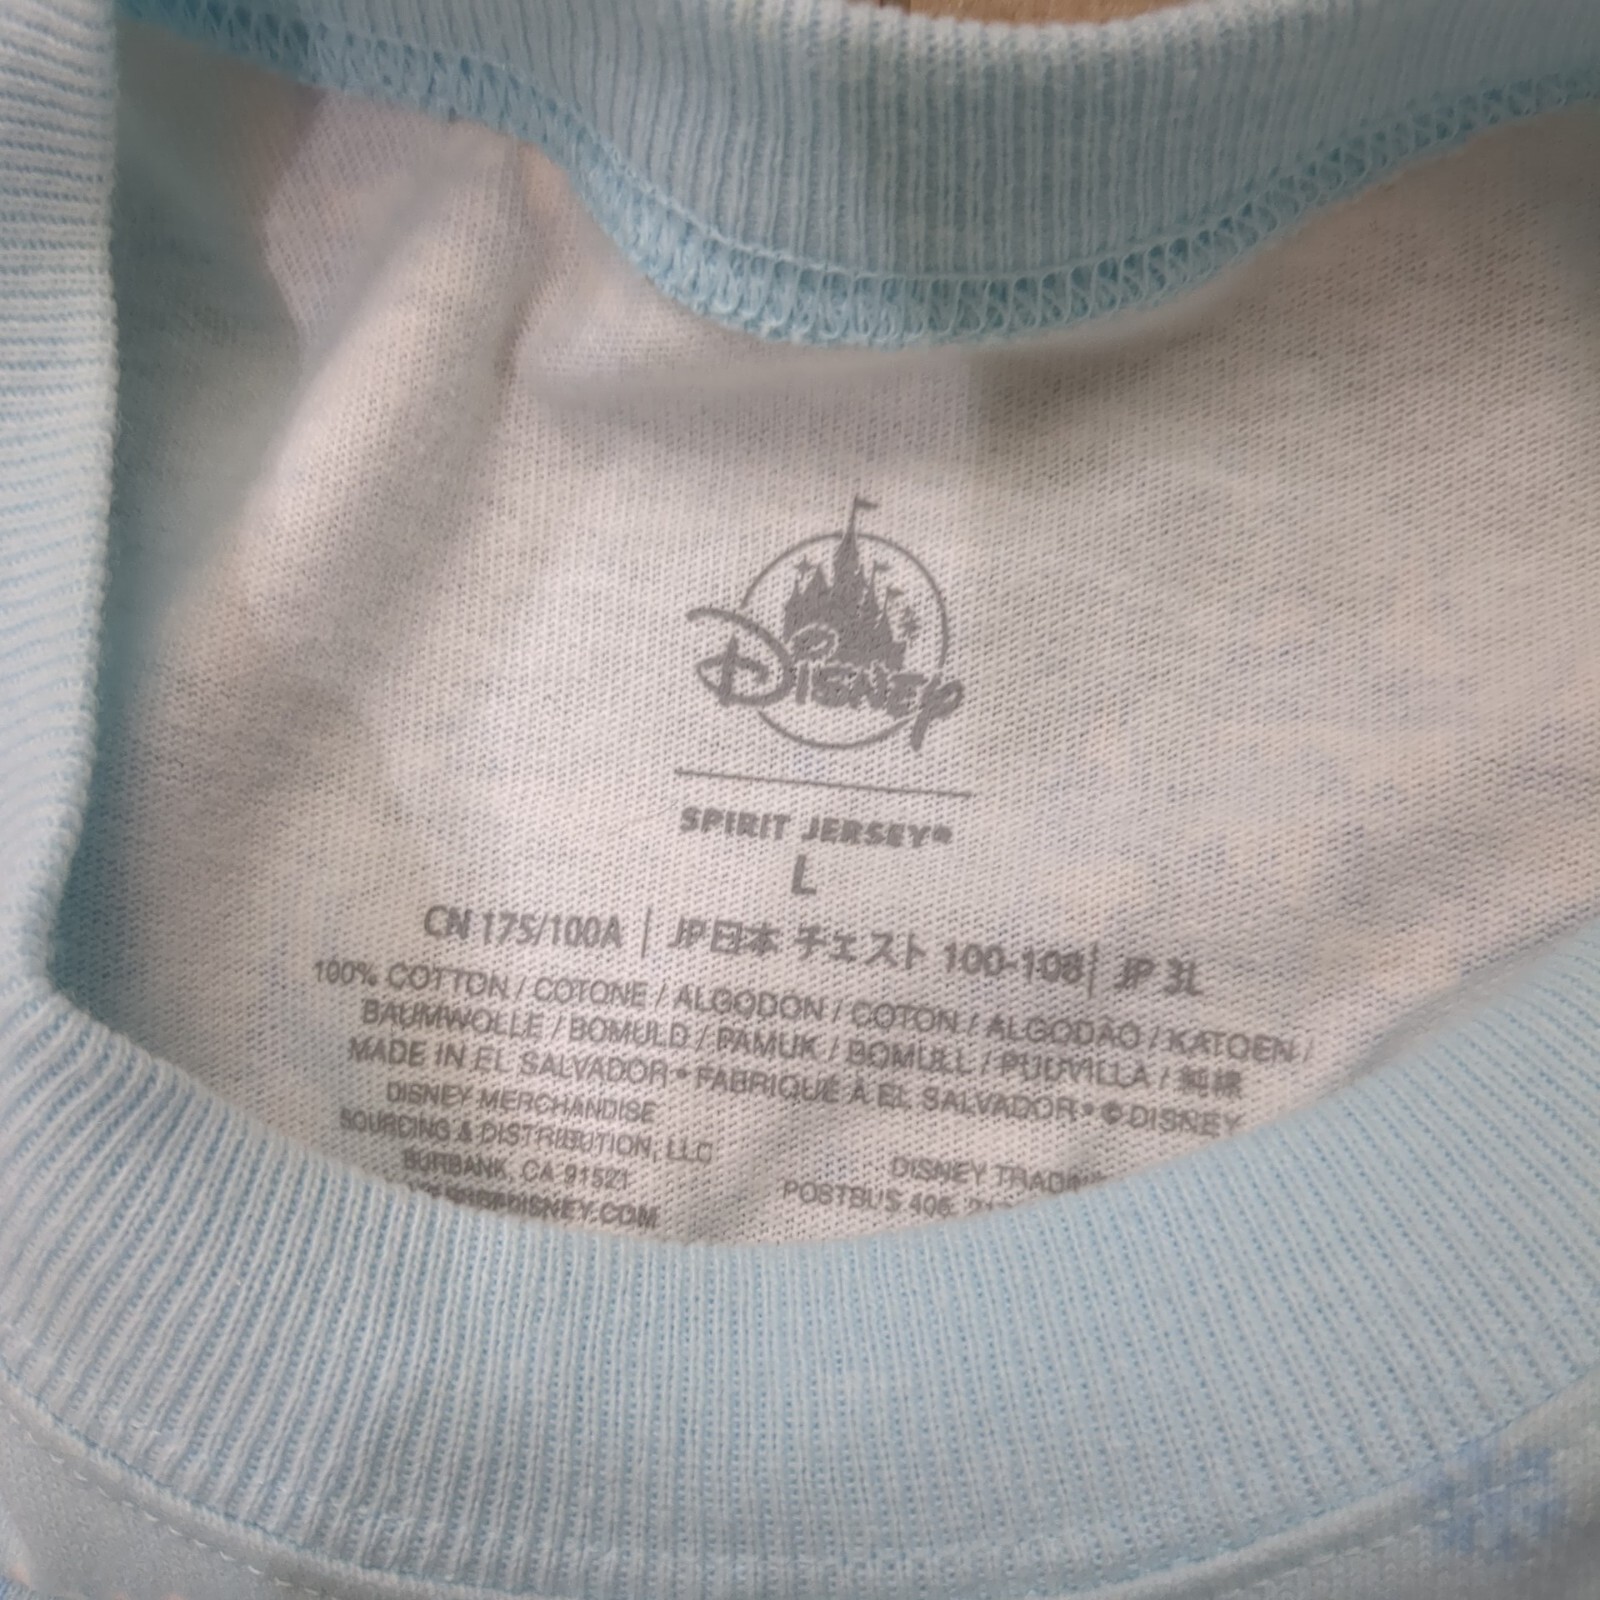 Disney
SPIRIT JERSEY®
L
CN 175/100A | JP日本 チェスト 100-108 | JP 3L
100% COTTON / COTONE / ALGODON / COTON / ALGODÃO / KATOEN /
BAUMWOLLE / BOMULD / PAMUK / BOMULL / PUUVILLA / 純綿
MADE IN EL SALVADOR • FABRIQUÉ À EL SALVADOR • © DISNEY
DISNEY MERCHANDISE
SOURCING & DISTRIBUTION, LLC
BURBANK, CA 91521
DISNEY
POSTBUS 406,